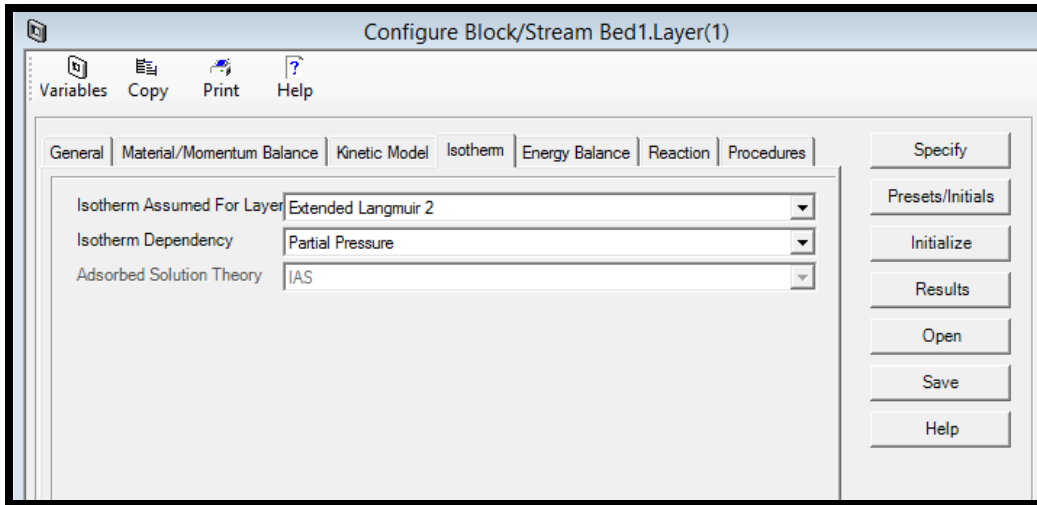 Configure Block/Stream Bed1.Layer(1)
Variables Copy Print Help
General Material/Momentum Balance Kinetic Model Isotherm Energy Balance Reaction Procedures
Isotherm Assumed For Layer Extended Langmuir 2
Isotherm Dependency Partial Pressure
Adsorbed Solution Theory IAS
Specify
Presets/Initials
Initialize
Results
Open
Save
Help